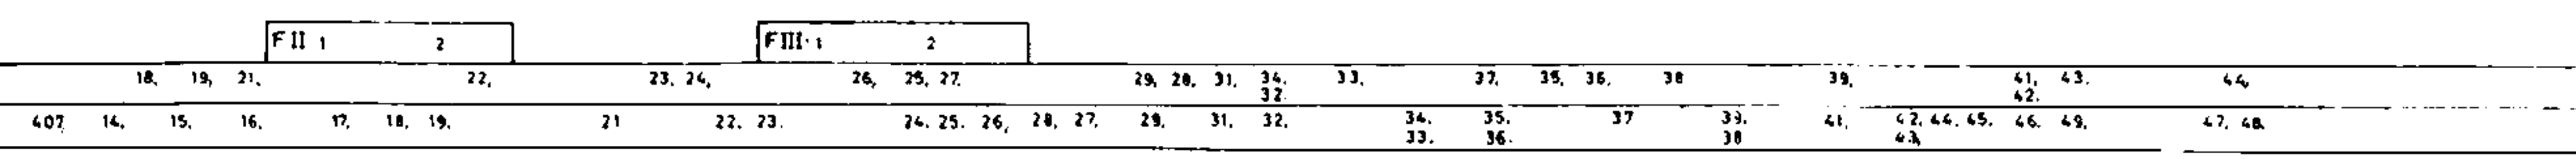 FII 1 2 FIII 1 2
18, 19, 21, 22, 23, 24, 26, 25, 27. 29, 28, 31, 34. 33, 37, 35, 36, 38 39, 41, 43. 44,
32. 42.
407, 14, 15, 16, 17, 18, 19, 21 22, 23. 24. 25. 26, 28, 27, 29, 31, 32, 34. 35. 37 39. 41, 42, 44. 45. 46. 49, 47, 48.
33. 36. 38 43,